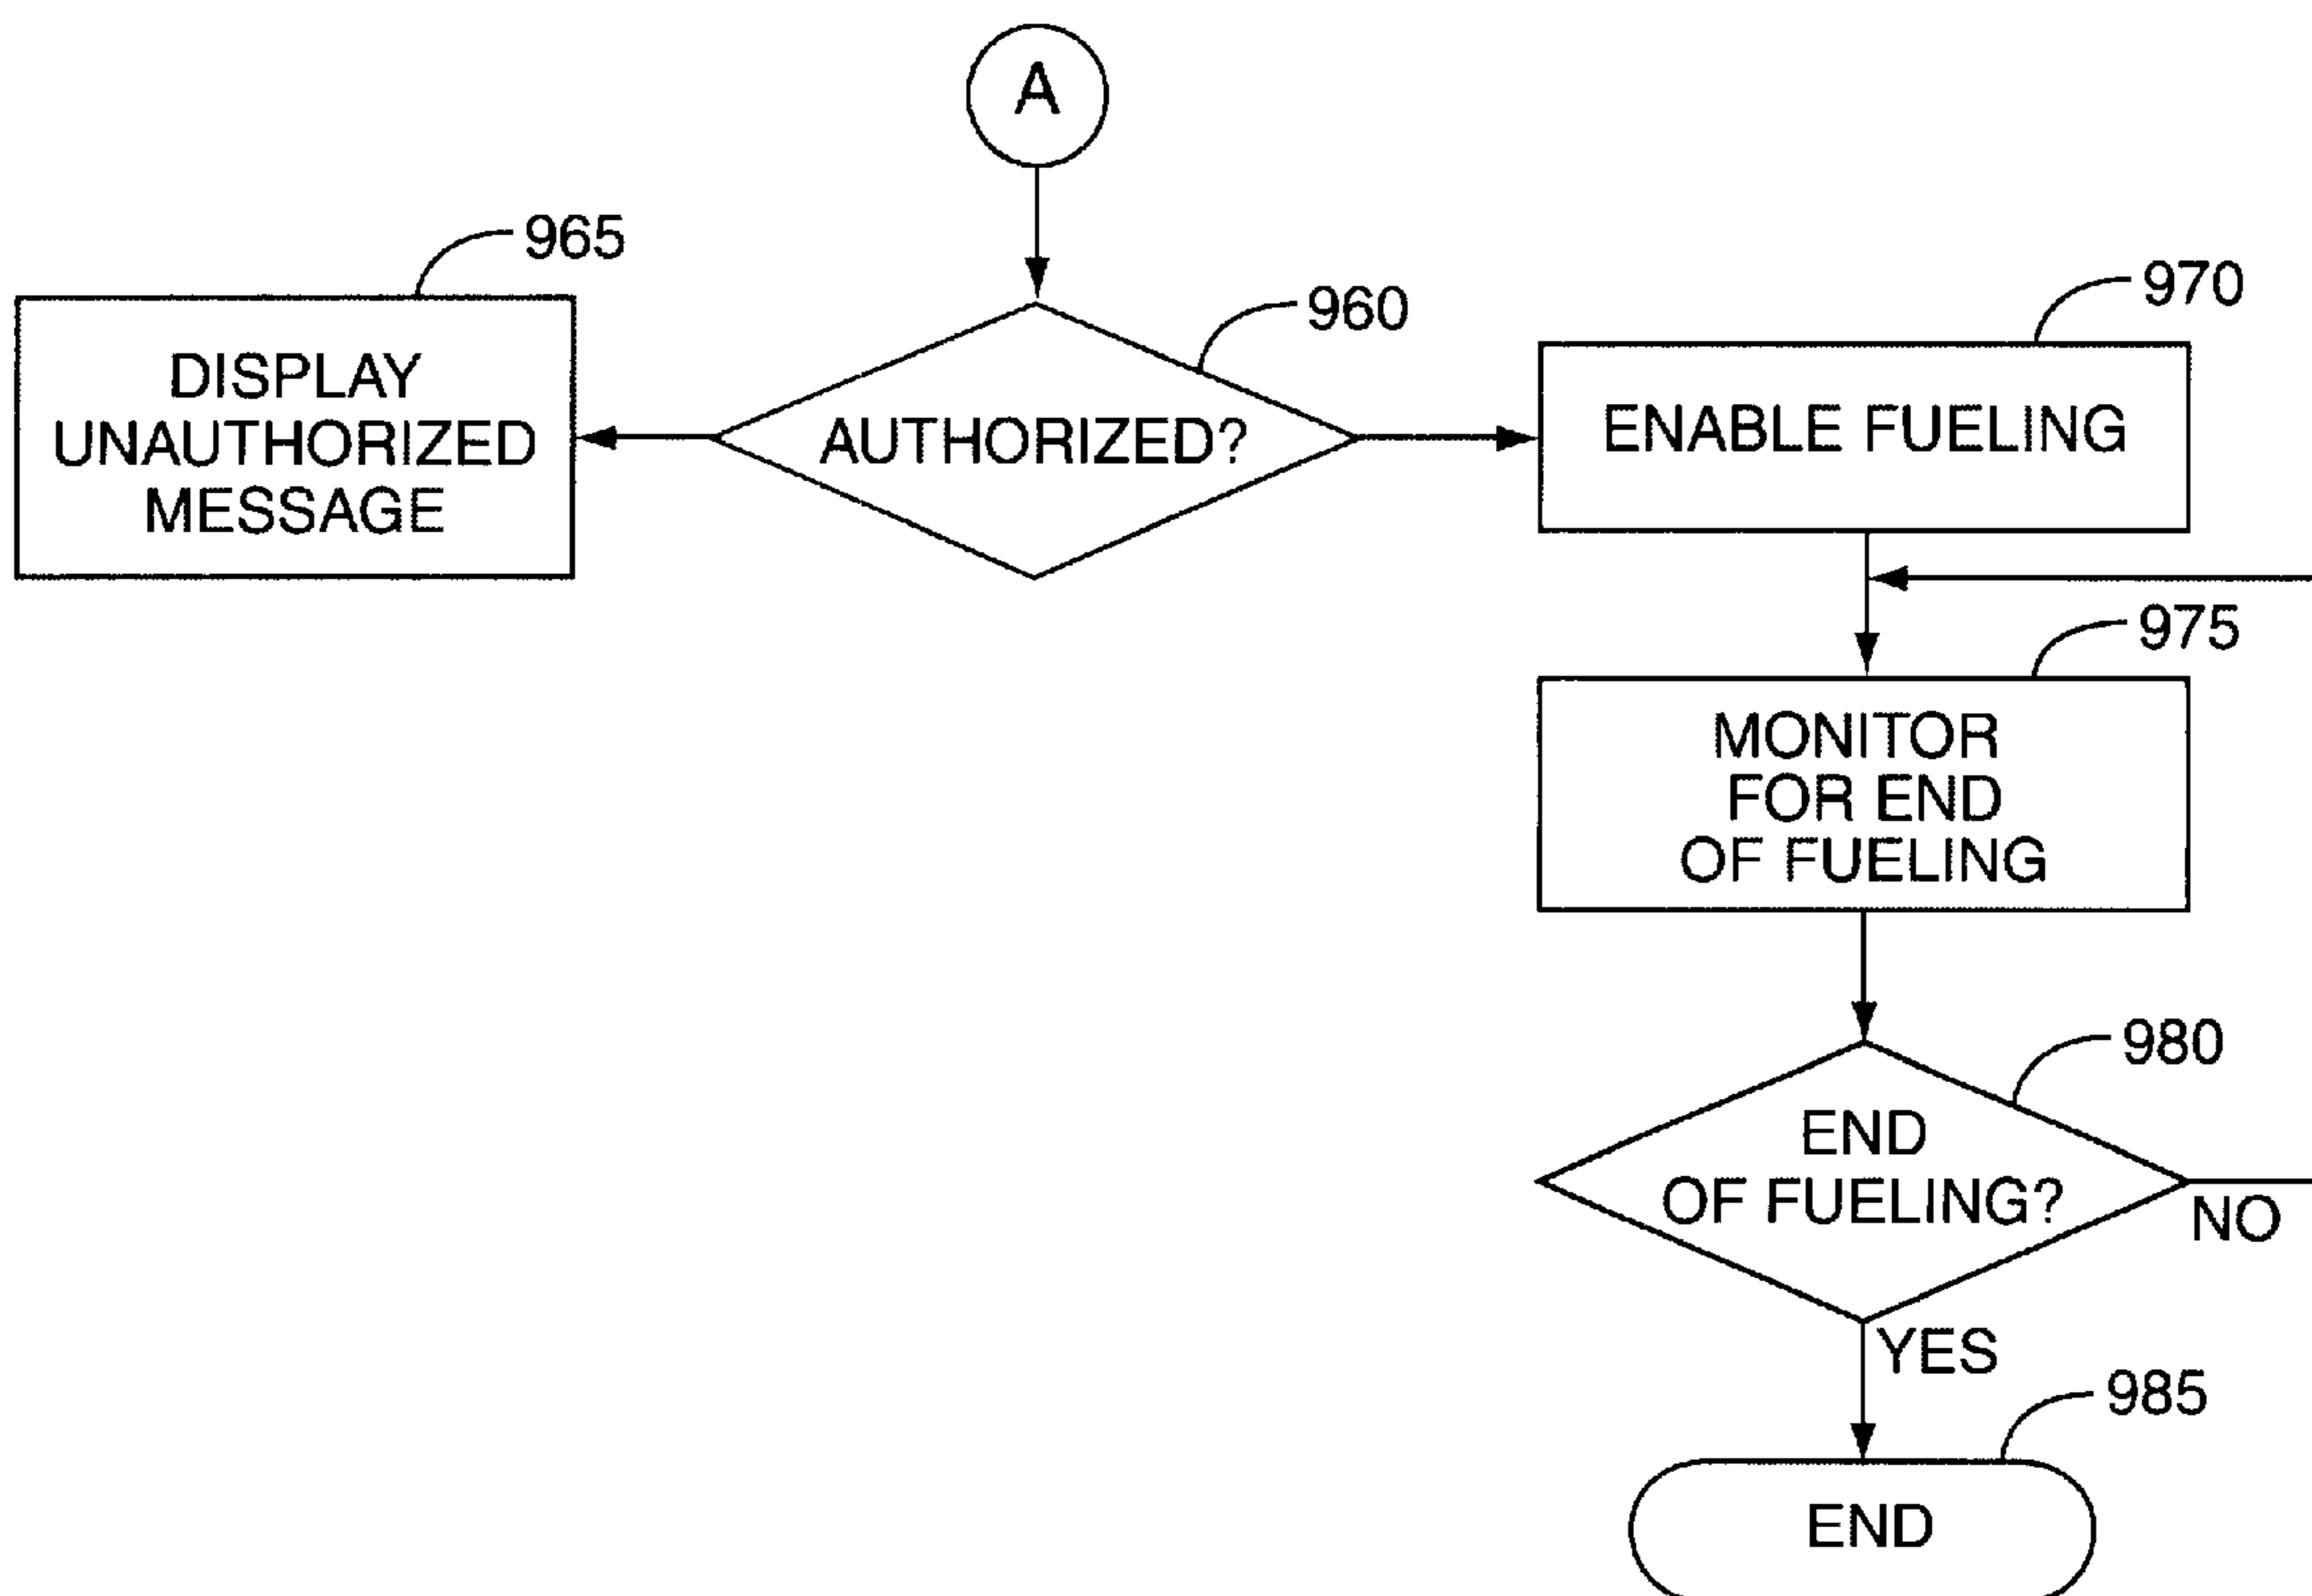 A
965
960
970
DISPLAY
UNAUTHORIZED
MESSAGE
AUTHORIZED?
ENABLE FUELING
975
MONITOR
FOR END
OF FUELING
980
END
OF FUELING?
NO
YES
985
END